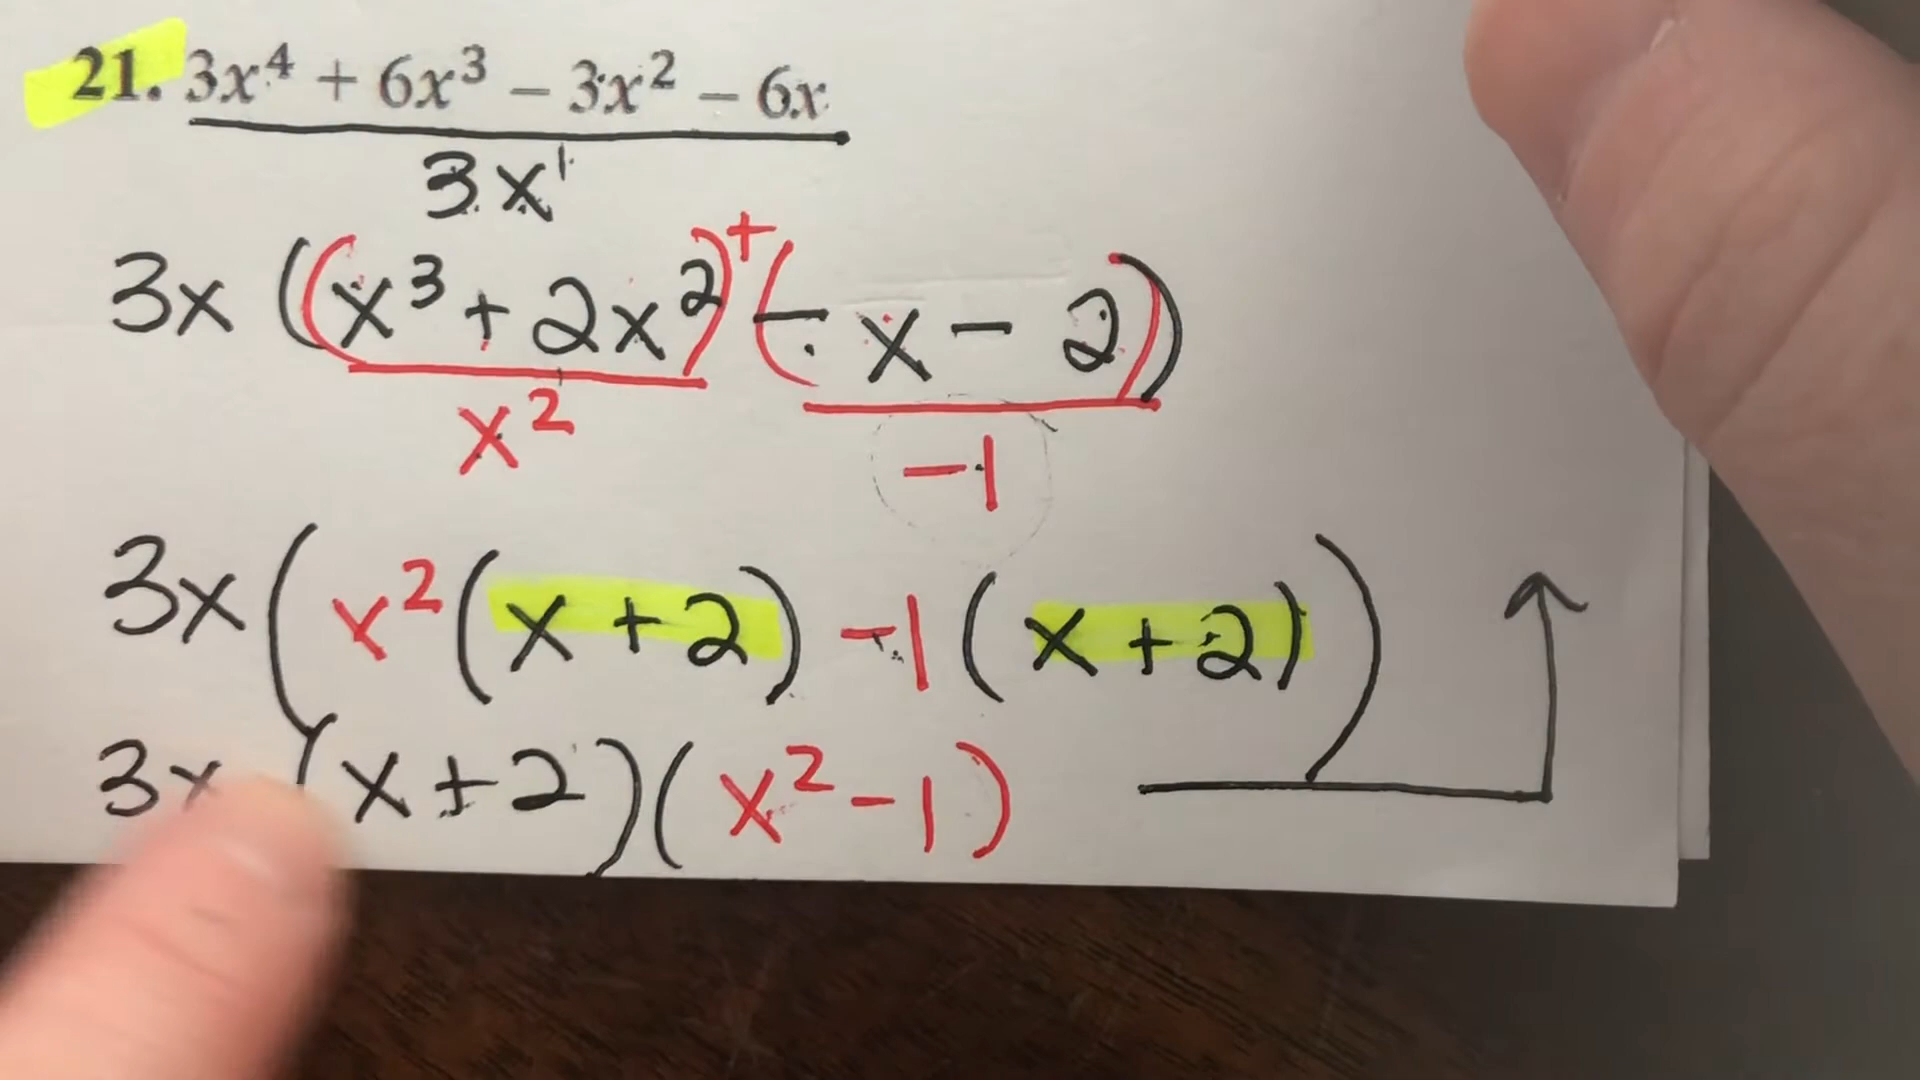 21. 3x⁴ + 6x³ − 3x² − 6x
3x¹
3x ((x³ + 2x²)⁺(− x − 2))
x² −1
3x (x²(x + 2) −1(x + 2))
3x (x + 2)(x² − 1)